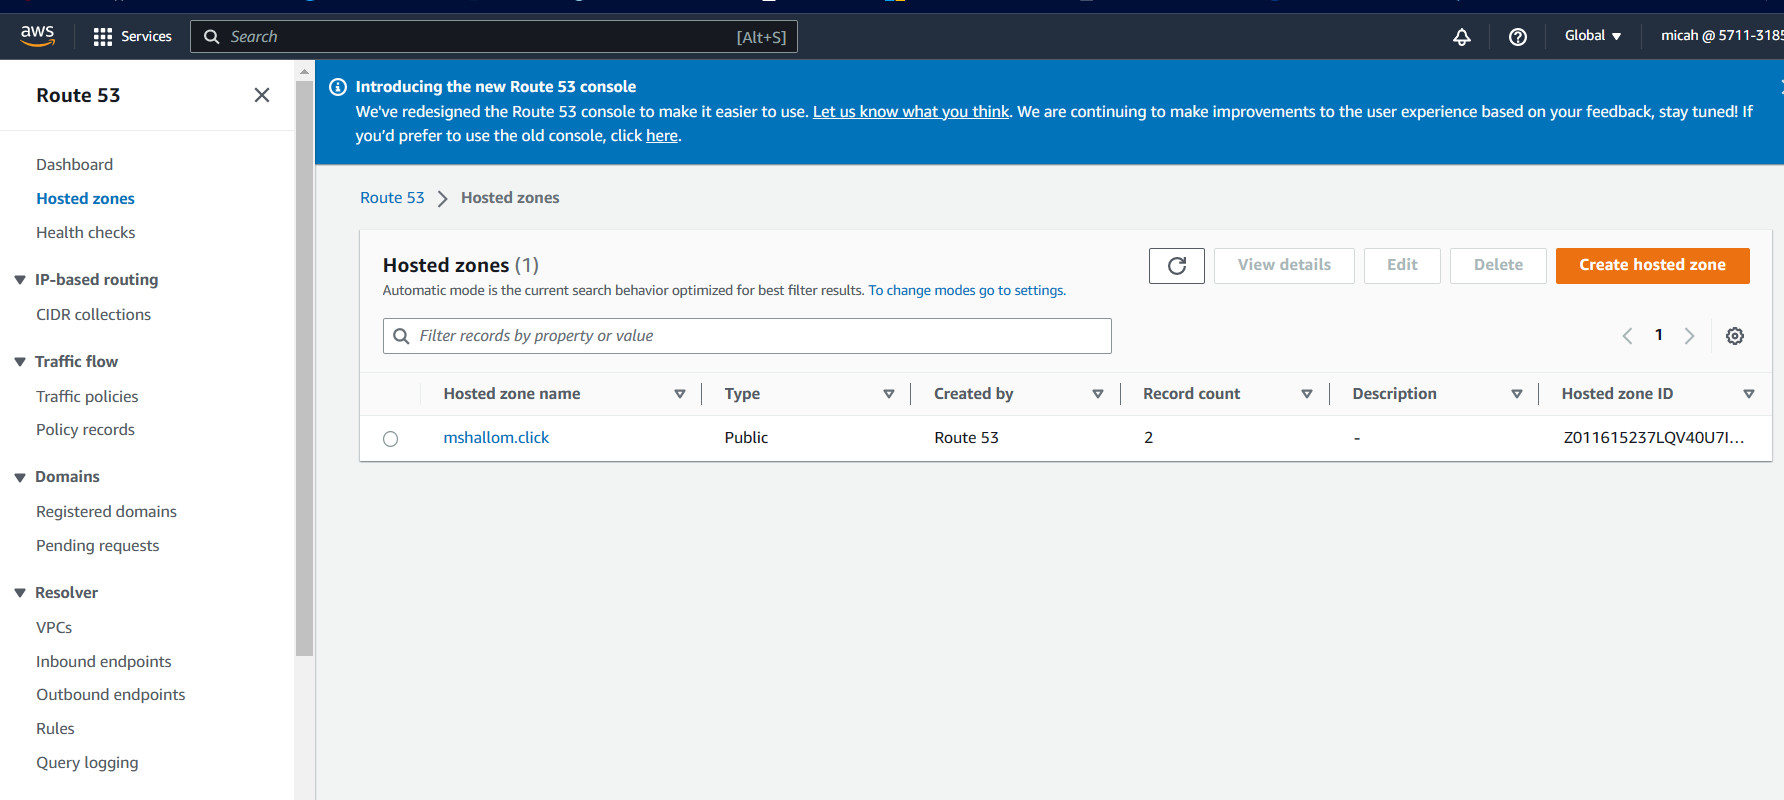 aws
Services
Search
[Alt+S]
Global
micah @ 5711-3185
Route 53
Dashboard
Hosted zones
Health checks
IP-based routing
CIDR collections
Traffic flow
Traffic policies
Policy records
Domains
Registered domains
Pending requests
Resolver
VPCs
Inbound endpoints
Outbound endpoints
Rules
Query logging
Introducing the new Route 53 console
We've redesigned the Route 53 console to make it easier to use. Let us know what you think. We are continuing to make improvements to the user experience based on your feedback, stay tuned! If
you’d prefer to use the old console, click here.
Route 53 Hosted zones
Hosted zones (1)
View details
Edit
Delete
Create hosted zone
Automatic mode is the current search behavior optimized for best filter results. To change modes go to settings.
Filter records by property or value
1
Hosted zone name Type Created by Record count Description Hosted zone ID
mshallom.click Public Route 53 2 - Z011615237LQV40U7I...